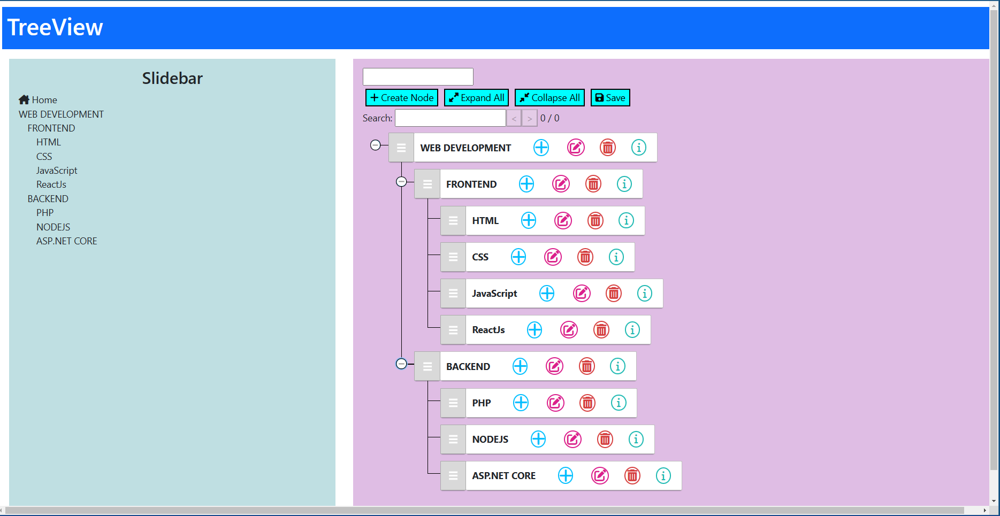 TreeView
Slidebar
Home
WEB DEVELOPMENT
FRONTEND
HTML
CSS
JavaScript
ReactJs
BACKEND
PHP
NODEJS
ASP.NET CORE
+ Create Node Expand All Collapse All Save
Search: < > 0 / 0
WEB DEVELOPMENT
FRONTEND
HTML
CSS
JavaScript
ReactJs
BACKEND
PHP
NODEJS
ASP.NET CORE